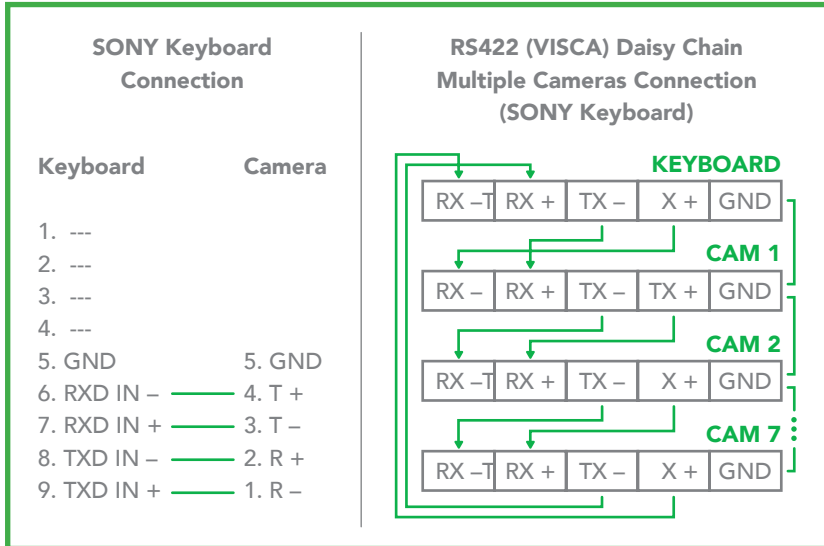 SONY Keyboard
Connection
Keyboard Camera
1. ---
2. ---
3. ---
4. ---
5. GND 5. GND
6. RXD IN – 4. T +
7. RXD IN + 3. T –
8. TXD IN – 2. R +
9. TXD IN + 1. R –
RS422 (VISCA) Daisy Chain
Multiple Cameras Connection
(SONY Keyboard)
KEYBOARD
RX –T RX + TX – X + GND
CAM 1
RX – RX + TX – TX + GND
CAM 2
RX –T RX + TX – X + GND
CAM 7
RX –T RX + TX – X + GND